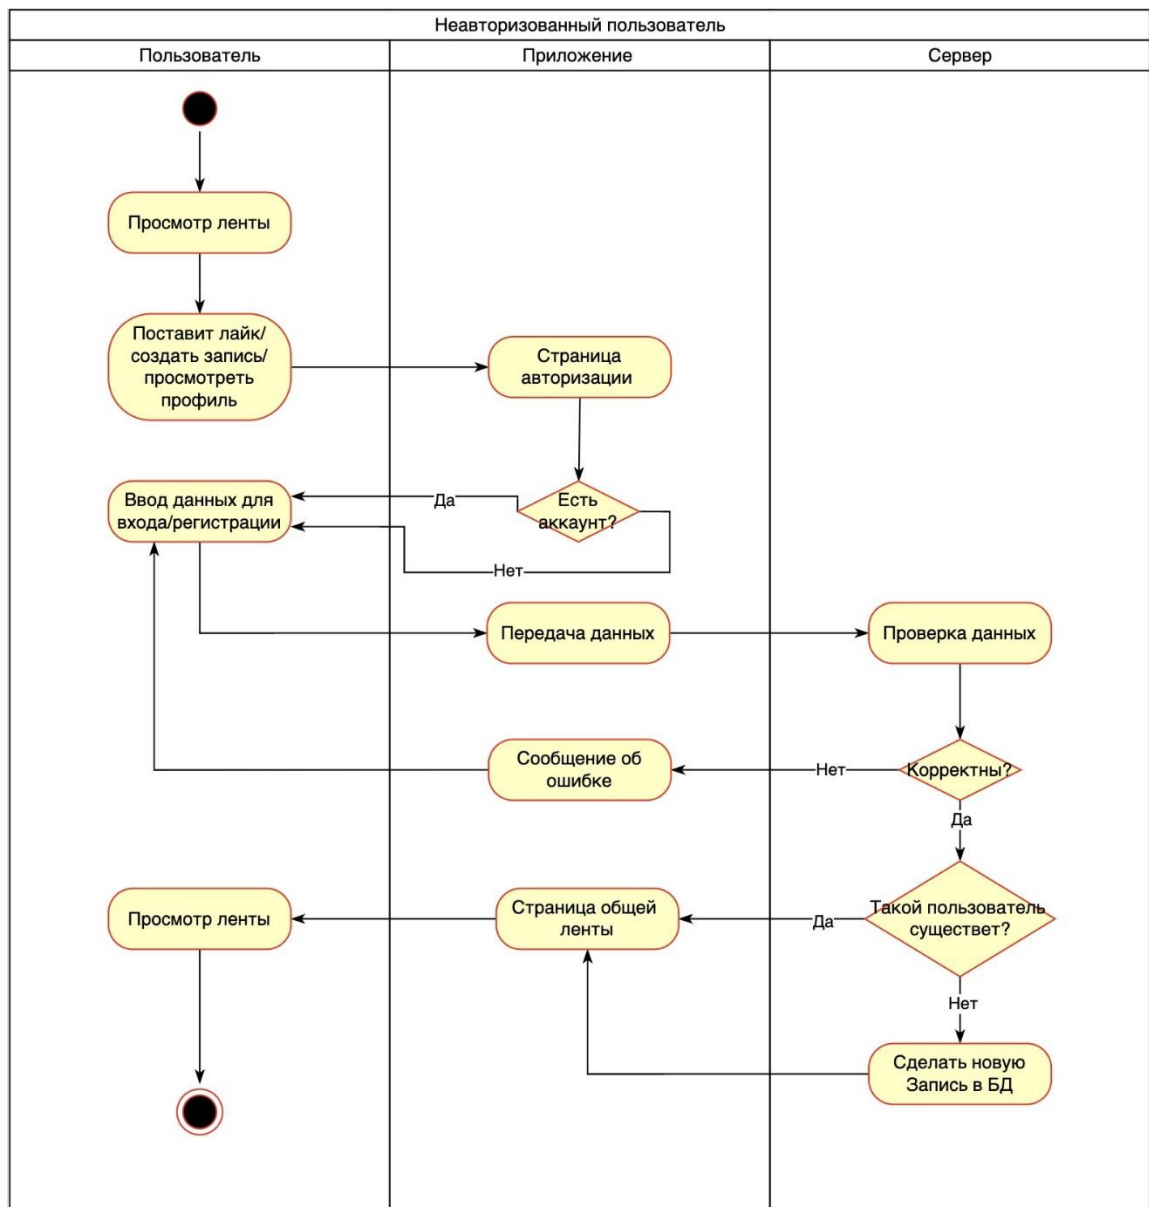 Неавторизованный пользователь
Пользователь
Приложение
Сервер
Просмотр ленты
Поставит лайк/
создать запись/
просмотреть
профиль
Страница
авторизации
Ввод данных для
входа/регистрации
Да
Есть
аккаунт?
Нет
Передача данных
Проверка данных
Сообщение об
ошибке
Нет
Корректны?
Да
Просмотр ленты
Страница общей
ленты
Да
Такой пользователь
существет?
Нет
Сделать новую
Запись в БД